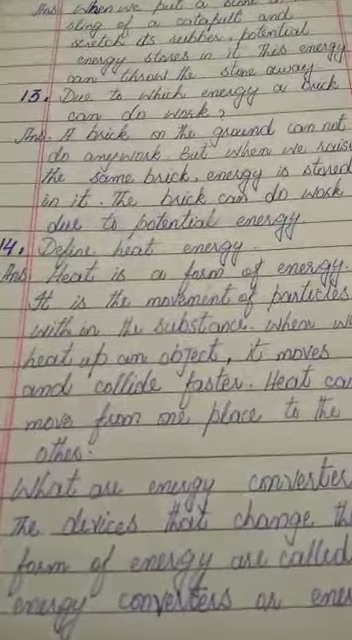 Ans. When we put a stone in
sling of a catapult and
stretch its rubber, potential
energy stores in it. This energy
can throw the stone away.
13. Due to which energy a brick
can do work?
Ans. A brick on the ground can not
do any work. But when we raise
the same brick, energy is stored
in it. The brick can do work
due to potential energy
14. Define heat energy.
Ans. Heat is a form of energy.
It is the movement of particles
with in the substance. When we
heat up an object, it moves
and collide faster. Heat can
move from one place to the
other.
What are energy converter
The devices that change the
form of energy are called
energy converters or ener